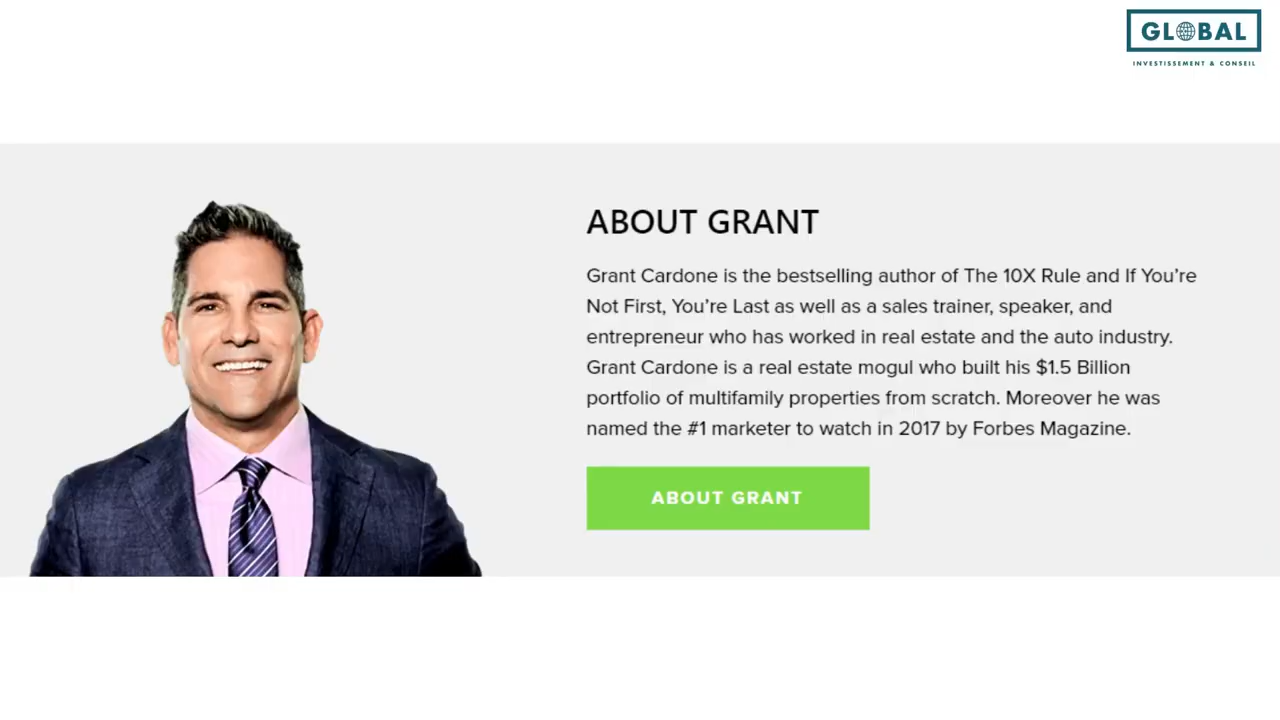 GLOBAL
INVESTISSEMENT & CONSEIL
ABOUT GRANT
Grant Cardone is the bestselling author of The 10X Rule and If You’re
Not First, You’re Last as well as a sales trainer, speaker, and
entrepreneur who has worked in real estate and the auto industry.
Grant Cardone is a real estate mogul who built his $1.5 Billion
portfolio of multifamily properties from scratch. Moreover he was
named the #1 marketer to watch in 2017 by Forbes Magazine.
ABOUT GRANT